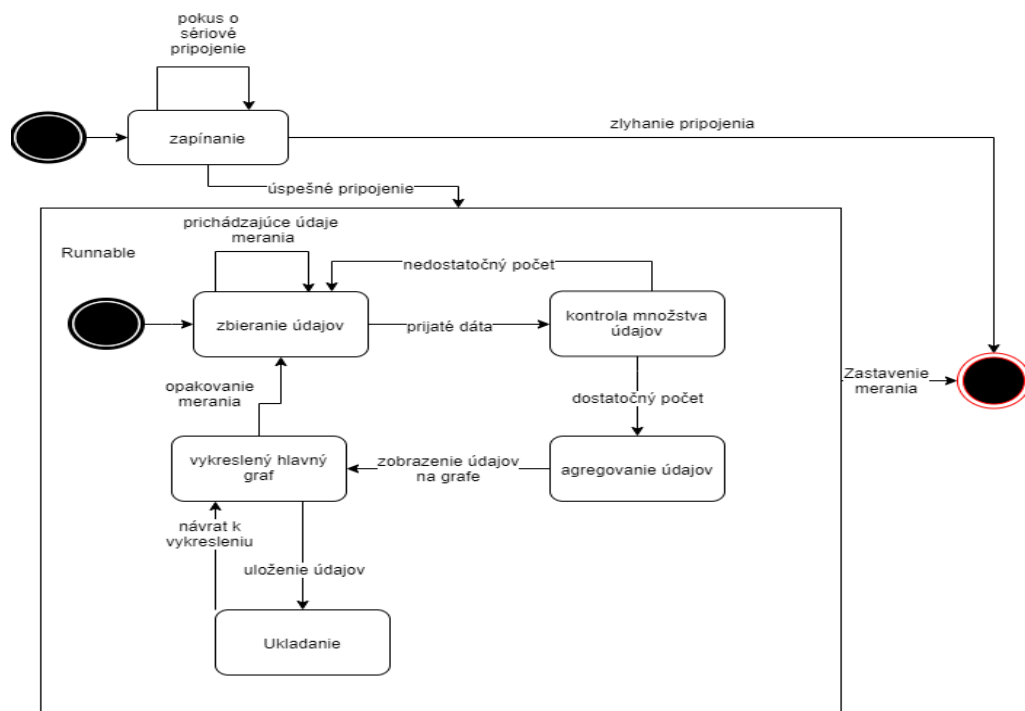 pokus o
sériové
pripojenie
zapínanie
zlyhanie pripojenia
úspešné pripojenie
Runnable
prichádzajúce údaje
merania
nedostatočný počet
zbieranie údajov
prijaté dáta
kontrola množstva
údajov
opakovanie
merania
dostatočný počet
Zastavenie
merania
vykreslený hlavný
graf
zobrazenie údajov
na grafe
agregovanie údajov
návrat k
vykresleniu
uloženie údajov
Ukladanie